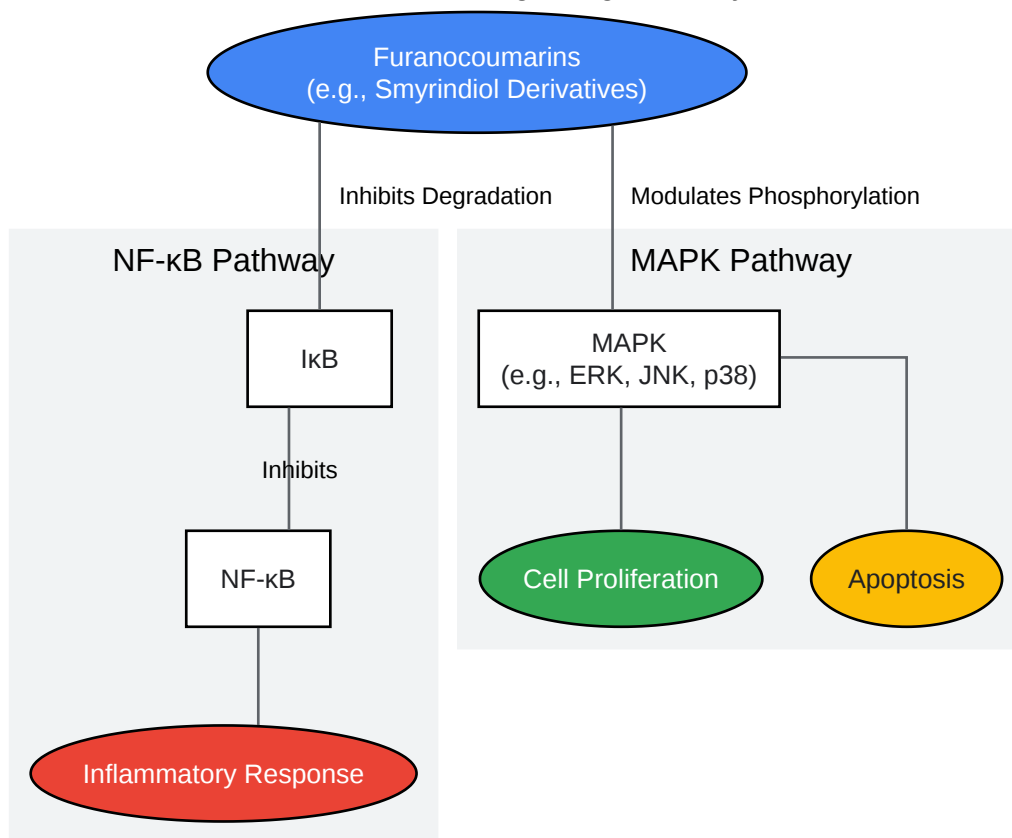 Furanocoumarins
(e.g., Smyrindiol Derivatives)
Inhibits Degradation
Modulates Phosphorylation
NF-κB Pathway
MAPK Pathway
IκB
MAPK
(e.g., ERK, JNK, p38)
Inhibits
NF-κB
Cell Proliferation
Apoptosis
Inflammatory Response